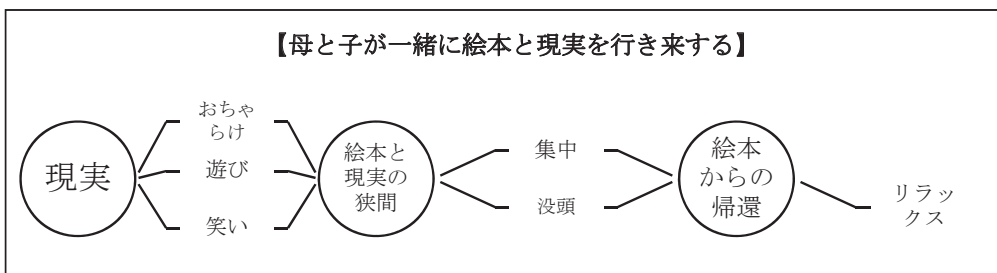 【母と子が一緒に絵本と現実を行き来する】
現実
おちゃ
らけ
遊び
笑い
絵本と
現実の
狭間
集中
没頭
絵本
からの
帰還
リラッ
クス